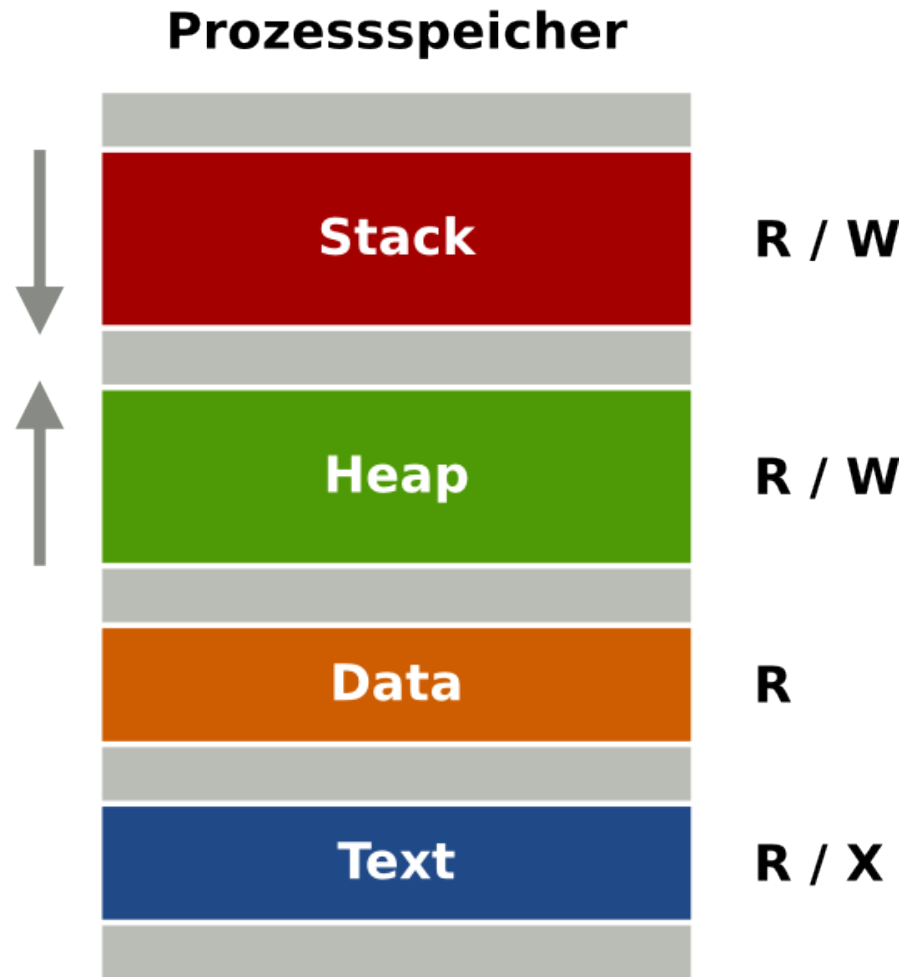 Prozessspeicher
Stack R / W
Heap R / W
Data R
Text R / X